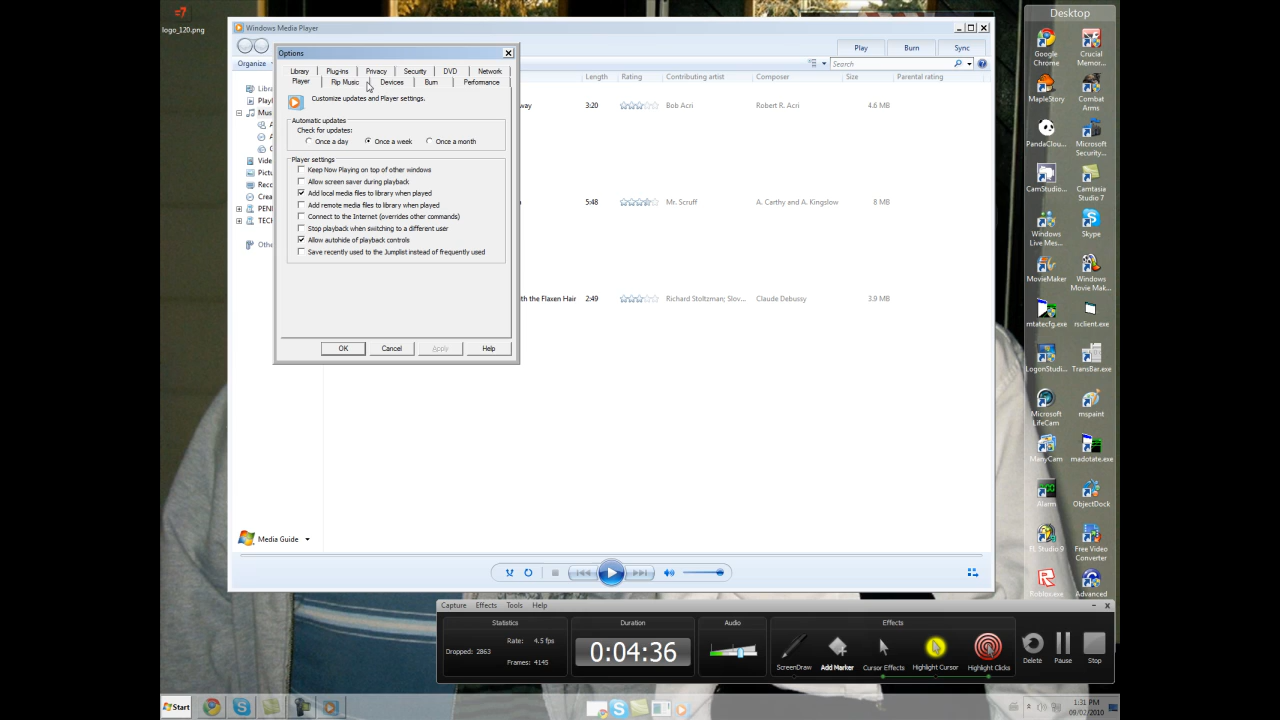 logo_120.png
Windows Media Player
Organize
Play
Burn
Sync
Search
Length
Rating
Contributing artist
Composer
Size
Parental rating
way
3:20
Bob Acri
Robert R. Acri
4.6 MB
5:48
Mr. Scruff
A. Carthy and A. Kingslow
8 MB
th the Flaxen Hair
2:49
Richard Stoltzman; Slov...
Claude Debussy
3.9 MB
Libra
Playl
Mus
Vide
Pictu
Reco
Crea
PENI
TECH
Othe
Media Guide
Options
Library
Plug-ins
Privacy
Security
DVD
Network
Player
Rip Music
Devices
Burn
Performance
Customize updates and Player settings.
Automatic updates
Check for updates:
Once a day
Once a week
Once a month
Player settings
Keep Now Playing on top of other windows
Allow screen saver during playback
Add local media files to library when played
Add remote media files to library when played
Connect to the Internet (overrides other commands)
Stop playback when switching to a different user
Allow autohide of playback controls
Save recently used to the Jumplist instead of frequently used
OK
Cancel
Apply
Help
Desktop
Google Chrome
Crucial Memor...
MapleStory
Combat Arms
PandaClou...
Microsoft Security...
CamStudio...
Camtasia Studio 7
Windows Live Mes...
Skype
MovieMaker
Windows Movie Mak...
mtatecfg.exe
rsclient.exe
LogonStudi...
TransBar.exe
Microsoft LifeCam
mspaint
ManyCam
madotate.exe
Alarm
ObjectDock
FL Studio 9
Free Video Converter
Roblox.exe
Advanced
Capture
Effects
Tools
Help
Statistics
Duration
Audio
Effects
Rate: 4.5 fps
Dropped: 2863
Frames: 4145
0:04:36
ScreenDraw
Add Marker
Cursor Effects
Highlight Cursor
Highlight Clicks
Delete
Pause
Stop
Start
1:31 PM
09/02/2010